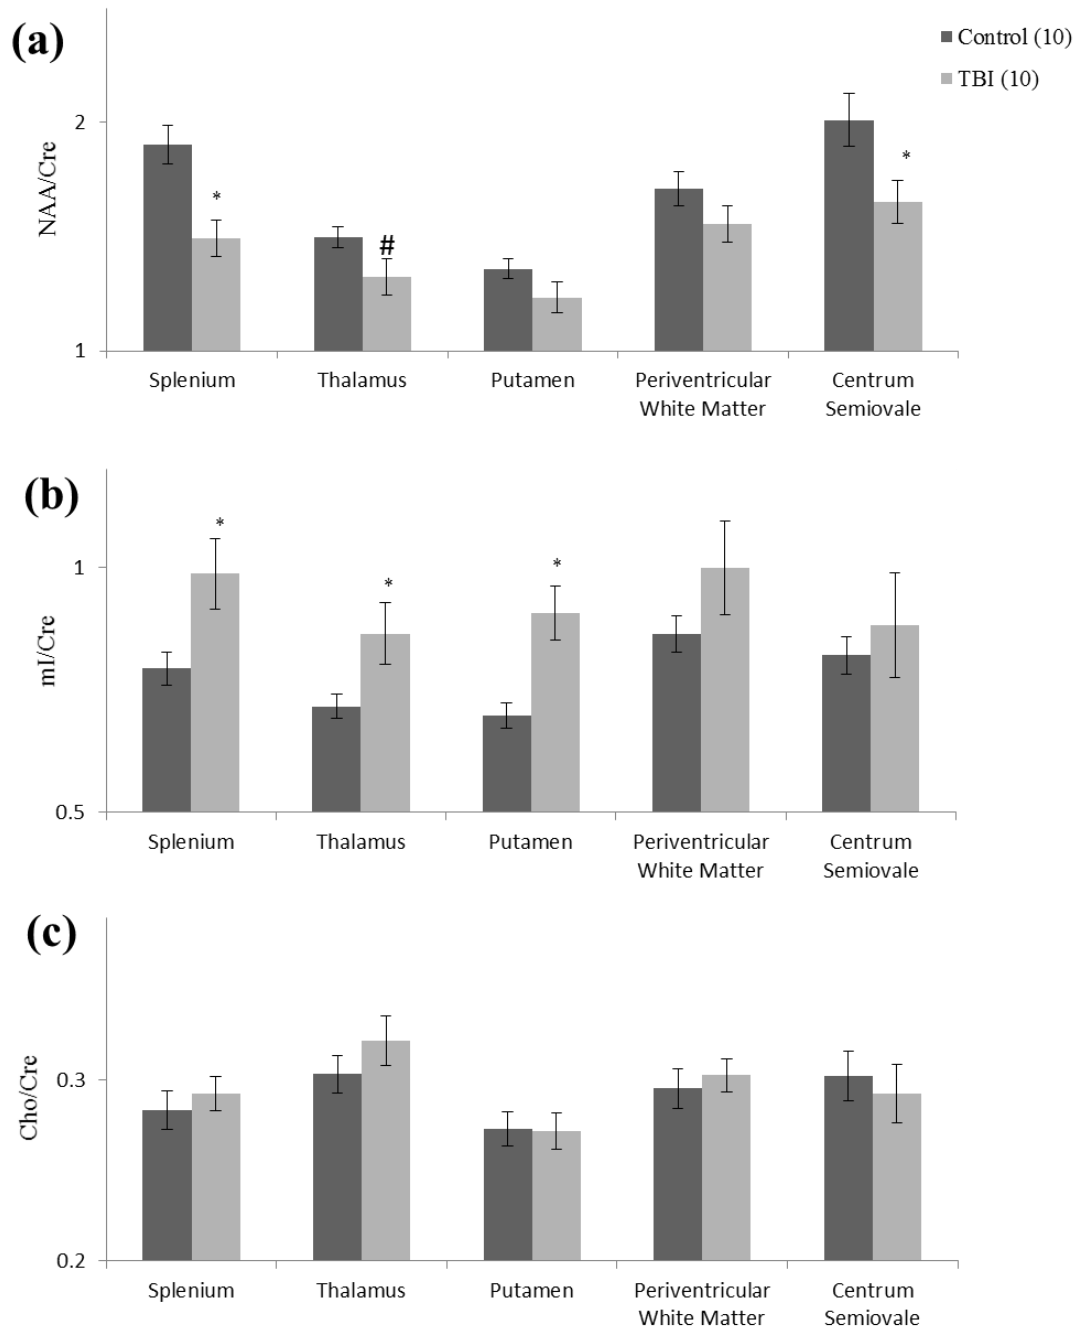 (a)
Control (10)
TBI (10)
NAA/Cre
2
*
#
*
1
Splenium
Thalamus
Putamen
Periventricular
White Matter
Centrum
Semiovale
(b)
mI/Cre
1
*
*
*
0.5
Splenium
Thalamus
Putamen
Periventricular
White Matter
Centrum
Semiovale
(c)
Cho/Cre
0.3
0.2
Splenium
Thalamus
Putamen
Periventricular
White Matter
Centrum
Semiovale